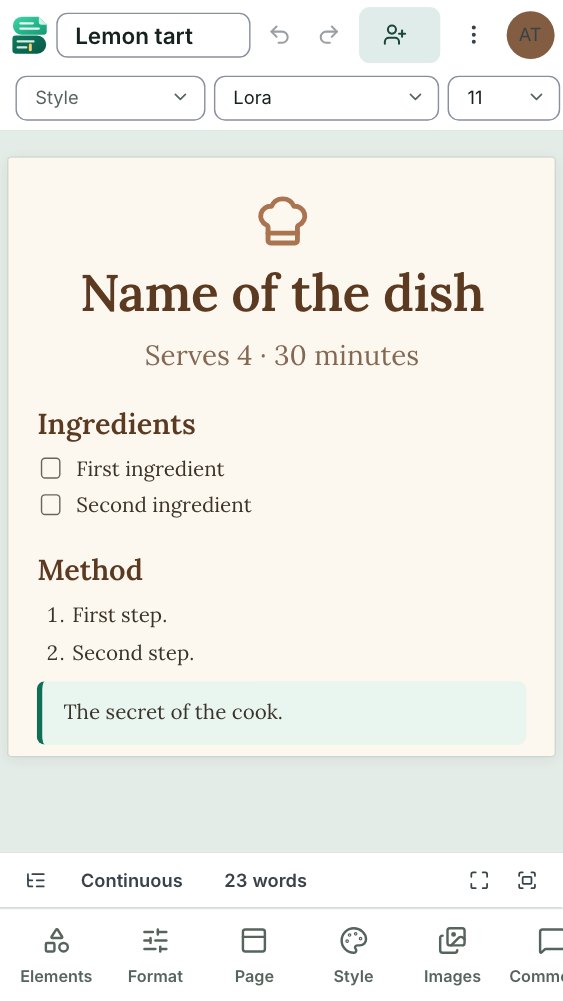 Lemon tart
AT
Style
Lora
11
Name of the dish
Serves 4 · 30 minutes
Ingredients
First ingredient
Second ingredient
Method
1. First step.
2. Second step.
The secret of the cook.
Continuous
23 words
Elements
Format
Page
Style
Images